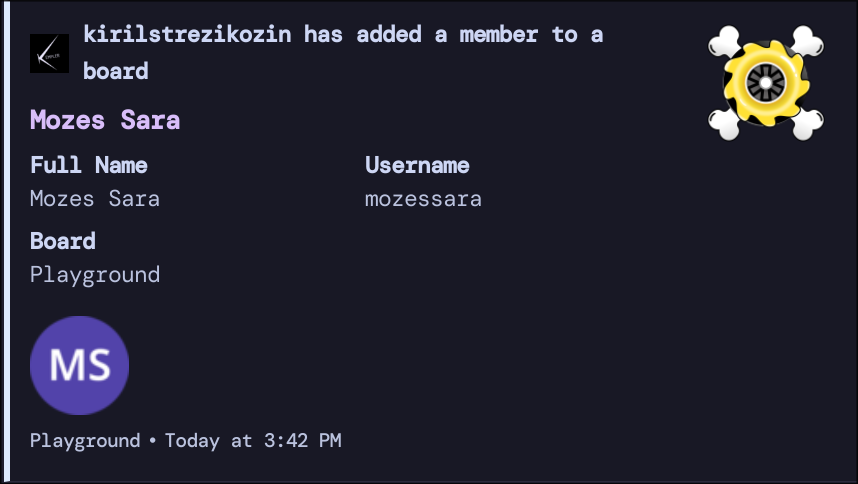 kirilstrezikozin has added a member to a
board
Mozes Sara
Full Name
Username
Mozes Sara
mozessara
Board
Playground
MS
Playground • Today at 3:42 PM